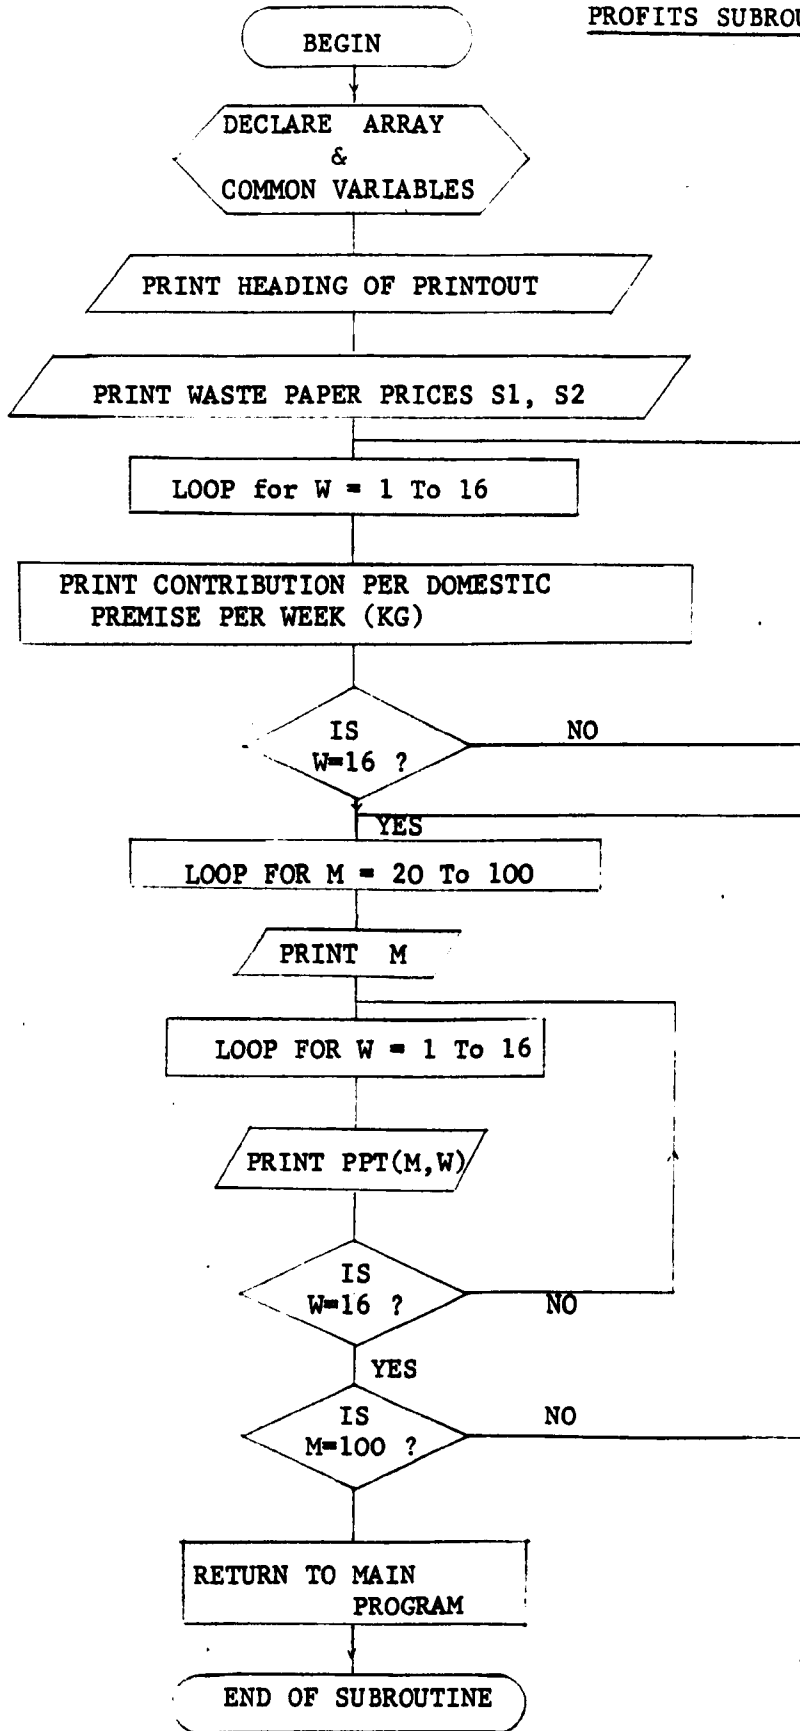 PROFITS SUBROU
BEGIN
DECLARE ARRAY
&
COMMON VARIABLES
PRINT HEADING OF PRINTOUT
PRINT WASTE PAPER PRICES S1, S2
LOOP for W = 1 To 16
PRINT CONTRIBUTION PER DOMESTIC
PREMISE PER WEEK (KG)
IS
W=16 ?
NO
YES
LOOP FOR M = 20 To 100
PRINT M
LOOP FOR W = 1 To 16
PRINT PPT(M,W)
IS
W=16 ?
NO
YES
IS
M=100 ?
NO
RETURN TO MAIN
PROGRAM
END OF SUBROUTINE